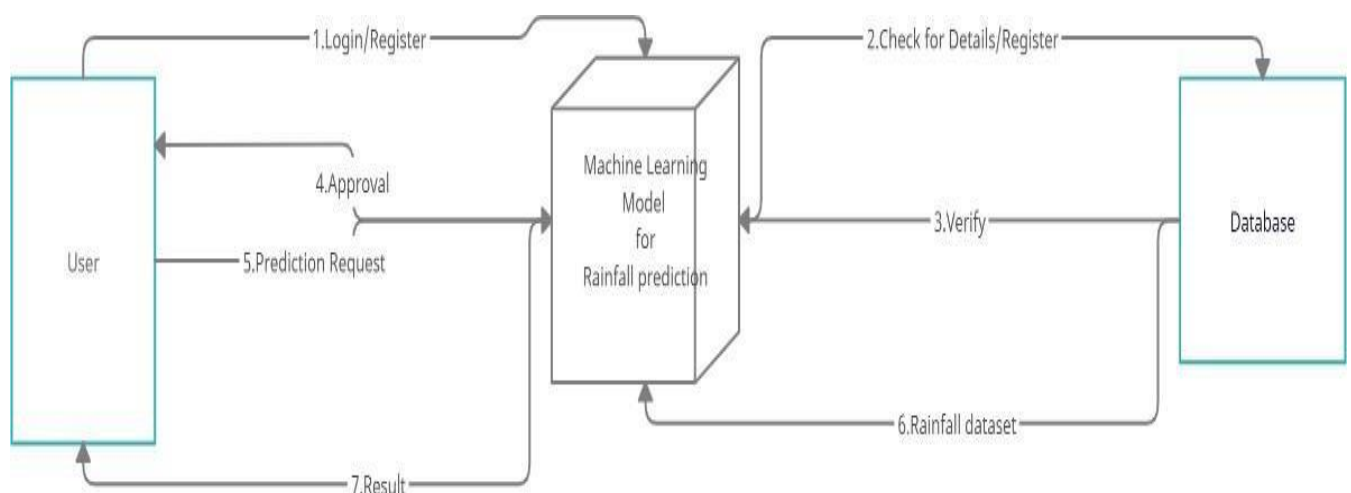 1.Login/Register
2.Check for Details/Register
Machine Learning
Model
for
Rainfall prediction
4.Approval
3.Verify
Database
User
5.Prediction Request
6.Rainfall dataset
7.Result